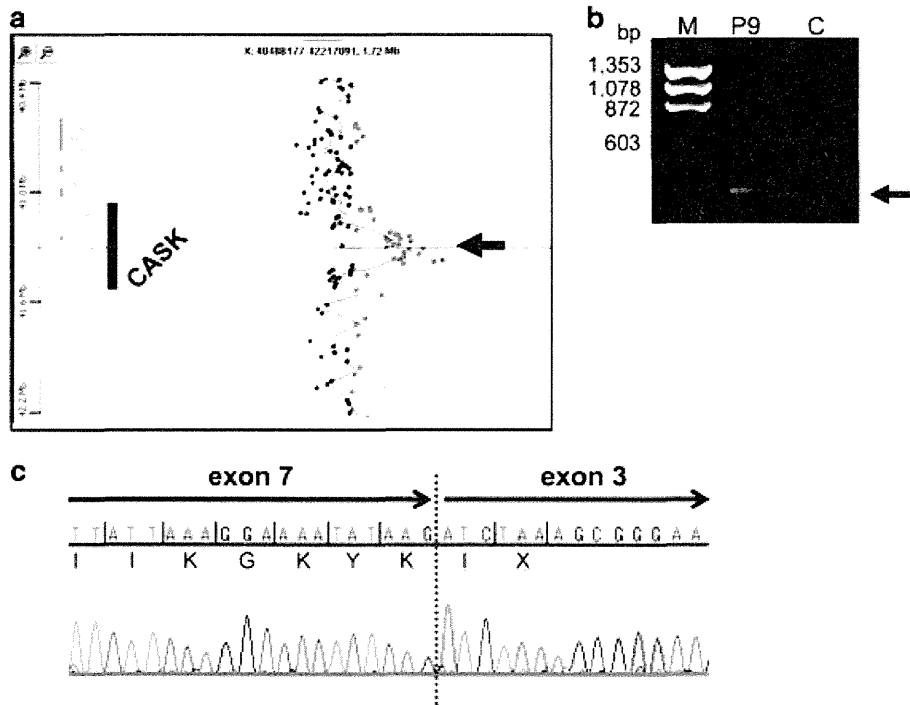 a
X: 40488177-42217091, 1.72 Mb
CASK
b
bp M P9 C
1,353
1,078
872
603
c
exon 7 exon 3
T T A T T A A A G G A A A T A T A A G A T C T A A A G C G G G A A
I I K G K Y K I X